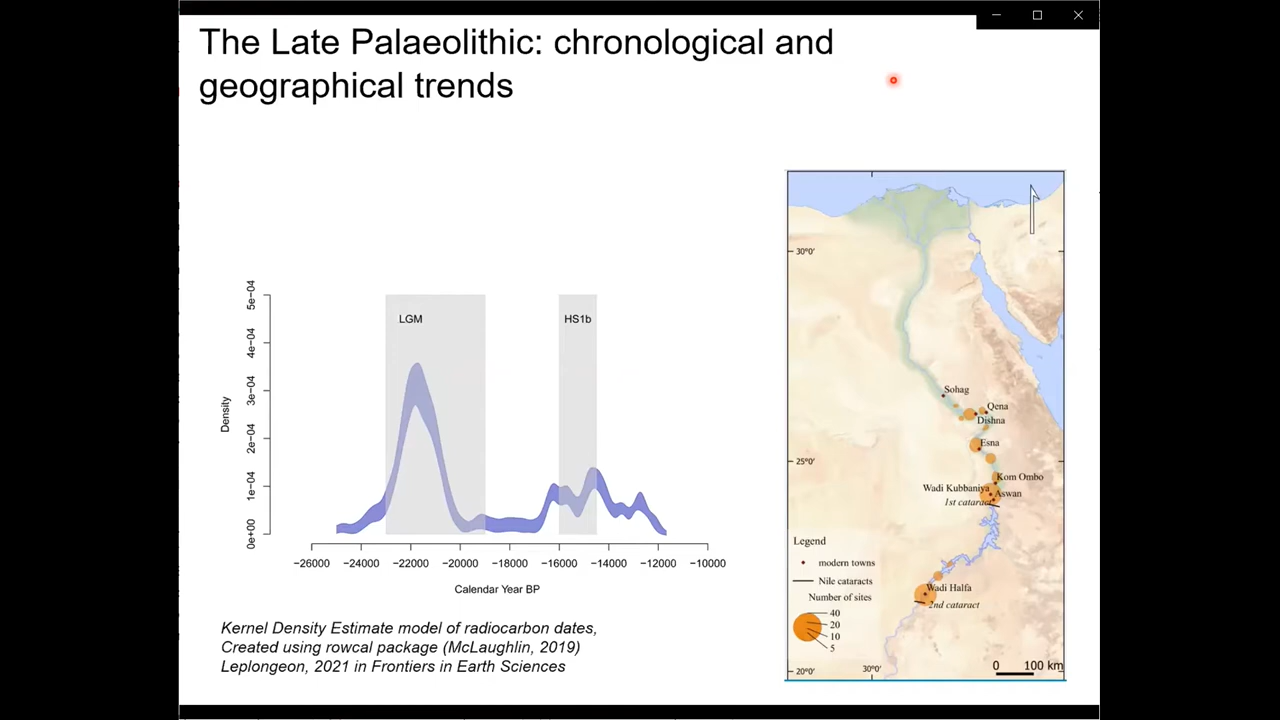 The Late Palaeolithic: chronological and
geographical trends
5e−04
4e−04
3e−04
2e−04
1e−04
0e+00
Density
LGM
HS1b
−26000
−24000
−22000
−20000
−18000
−16000
−14000
−12000
−10000
Calendar Year BP
Kernel Density Estimate model of radiocarbon dates,
Created using rowcal package (McLaughlin, 2019)
Leplongeon, 2021 in Frontiers in Earth Sciences
30°0'
Sohag
Qena
Dishna
Esna
25°0'
Kom Ombo
Wadi Kubbaniya
Aswan
1st cataract
Legend
modern towns
Nile cataracts
Number of sites
40
20
10
5
Wadi Halfa
2nd cataract
20°0'
30°0'
0 100 km